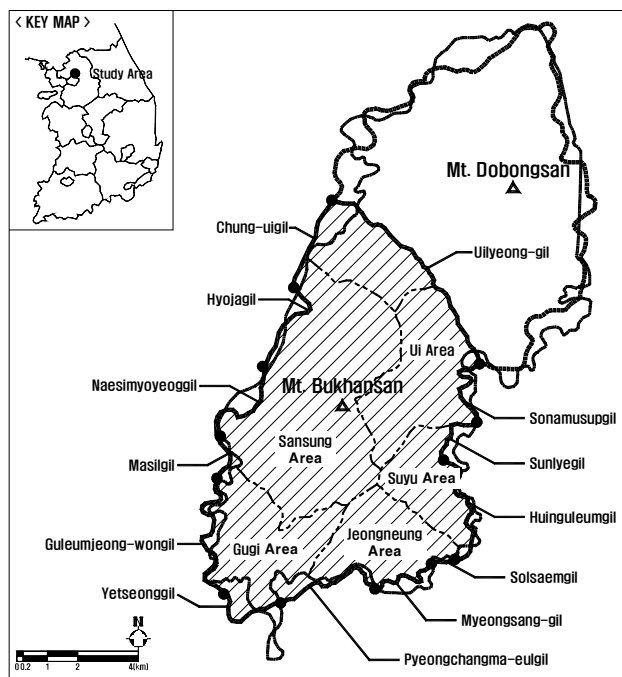 < KEY MAP >
Study Area
Mt. Dobongsan
Chung-uigil
Uilyeong-gil
Hyojagil
Ui Area
Naesimyoyeoggil
Mt. Bukhansan
Sonamusupgil
Sansung
Area
Sunlyegil
Masilgil
Suyu Area
Huinguleumgil
Guleumjeong-wongil
Gugi Area
Jeongneung
Area
Solsaemgil
Yetseonggil
Myeongsang-gil
N
Pyeongchangma-eulgil
0 0.2 1 2 4(km)